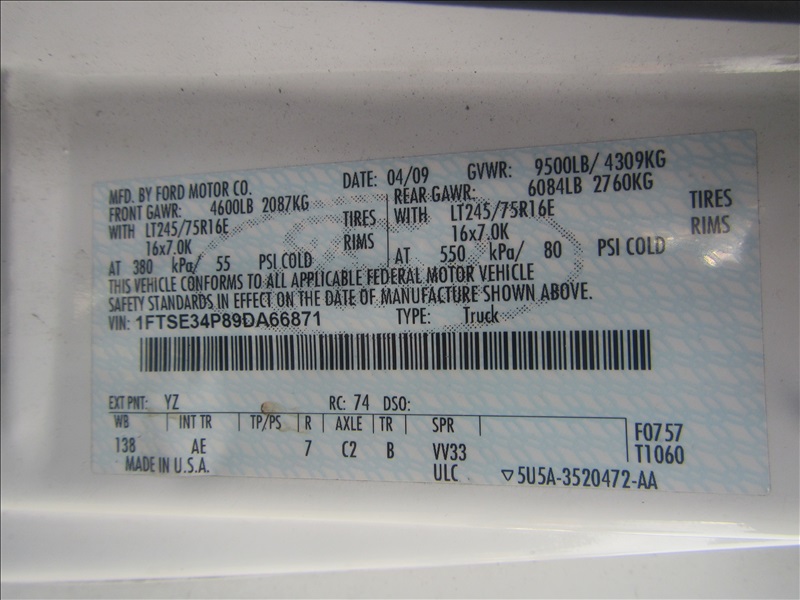 MFD. BY FORD MOTOR CO. DATE: 04/09 GVWR: 9500LB/ 4309KG
FRONT GAWR: 4600LB 2087KG REAR GAWR: 6084LB 2760KG
WITH LT245/75R16E TIRES WITH LT245/75R16E TIRES
16x7.0K RIMS 16x7.0K RIMS
AT 380 kPa/ 55 PSI COLD AT 550 kPa/ 80 PSI COLD
THIS VEHICLE CONFORMS TO ALL APPLICABLE FEDERAL MOTOR VEHICLE
SAFETY STANDARDS IN EFFECT ON THE DATE OF MANUFACTURE SHOWN ABOVE.
VIN: 1FTSE34P89DA66871 TYPE: Truck
EXT PNT: YZ RC: 74 DSO:
WB INT TR TP/PS R AXLE TR SPR F0757
138 AE 7 C2 B VV33 T1060
MADE IN U.S.A. ULC ▽5U5A-3520472-AA